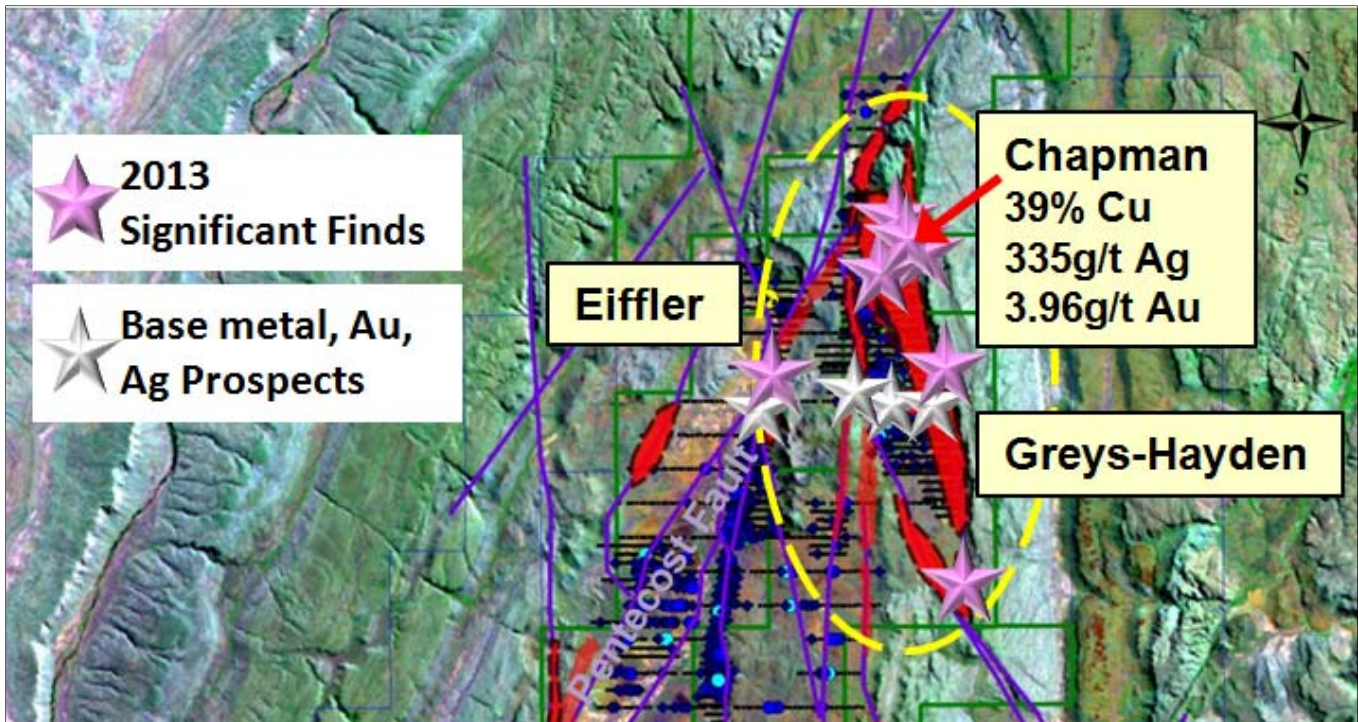 2013
Significant Finds
Base metal, Au,
Ag Prospects
Eiffler
N
S
Chapman
39% Cu
335g/t Ag
3.96g/t Au
Greys-Hayden
Pentecost Fault